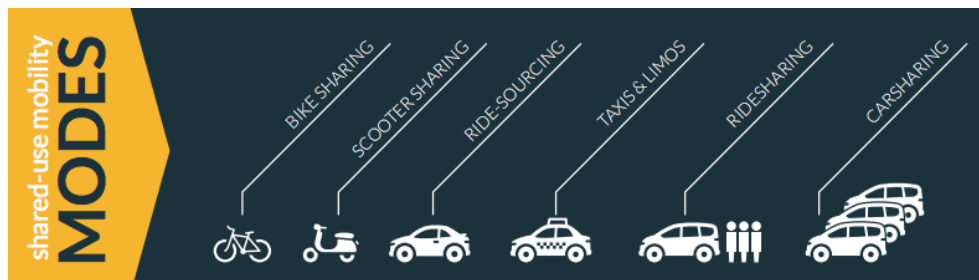 shared-use mobility
MODES
BIKE SHARING
SCOOTER SHARING
RIDE-SOURCING
TAXIS & LIMOS
RIDESHARING
CARSHARING